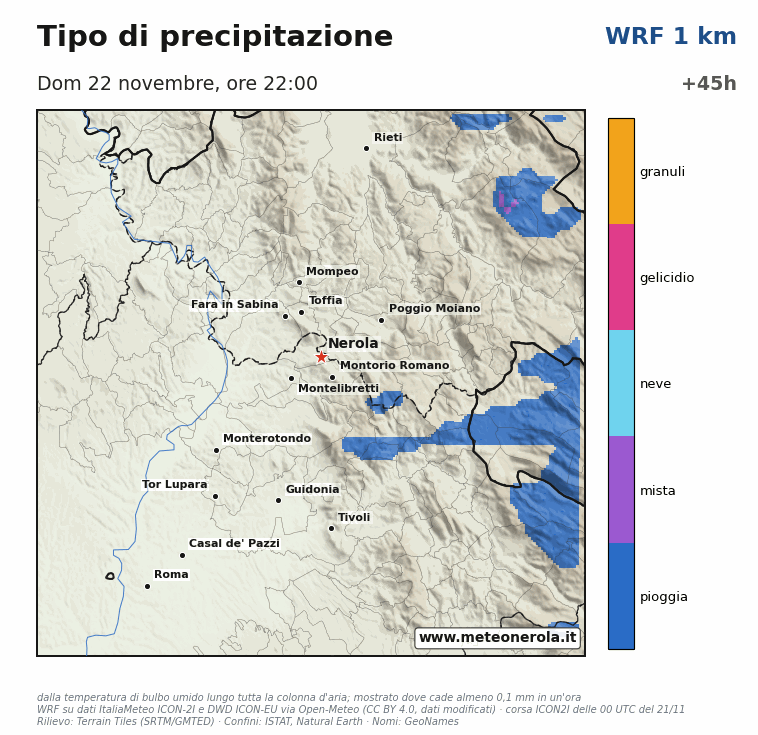 Tipo di precipitazione
WRF 1 km
Dom 22 novembre, ore 22:00
+45h
Rieti
Mompeo
Fara in Sabina
Toffia
Poggio Moiano
Nerola
Montorio Romano
Montelibretti
Monterotondo
Tor Lupara
Guidonia
Tivoli
Casal de' Pazzi
Roma
www.meteonerola.it
granuli
gelicidio
neve
mista
pioggia
dalla temperatura di bulbo umido lungo tutta la colonna d'aria; mostrato dove cade almeno 0,1 mm in un'ora
WRF su dati ItaliaMeteo ICON-2I e DWD ICON-EU via Open-Meteo (CC BY 4.0, dati modificati) · corsa ICON2I delle 00 UTC del 21/11
Rilievo: Terrain Tiles (SRTM/GMTED) · Confini: ISTAT, Natural Earth · Nomi: GeoNames